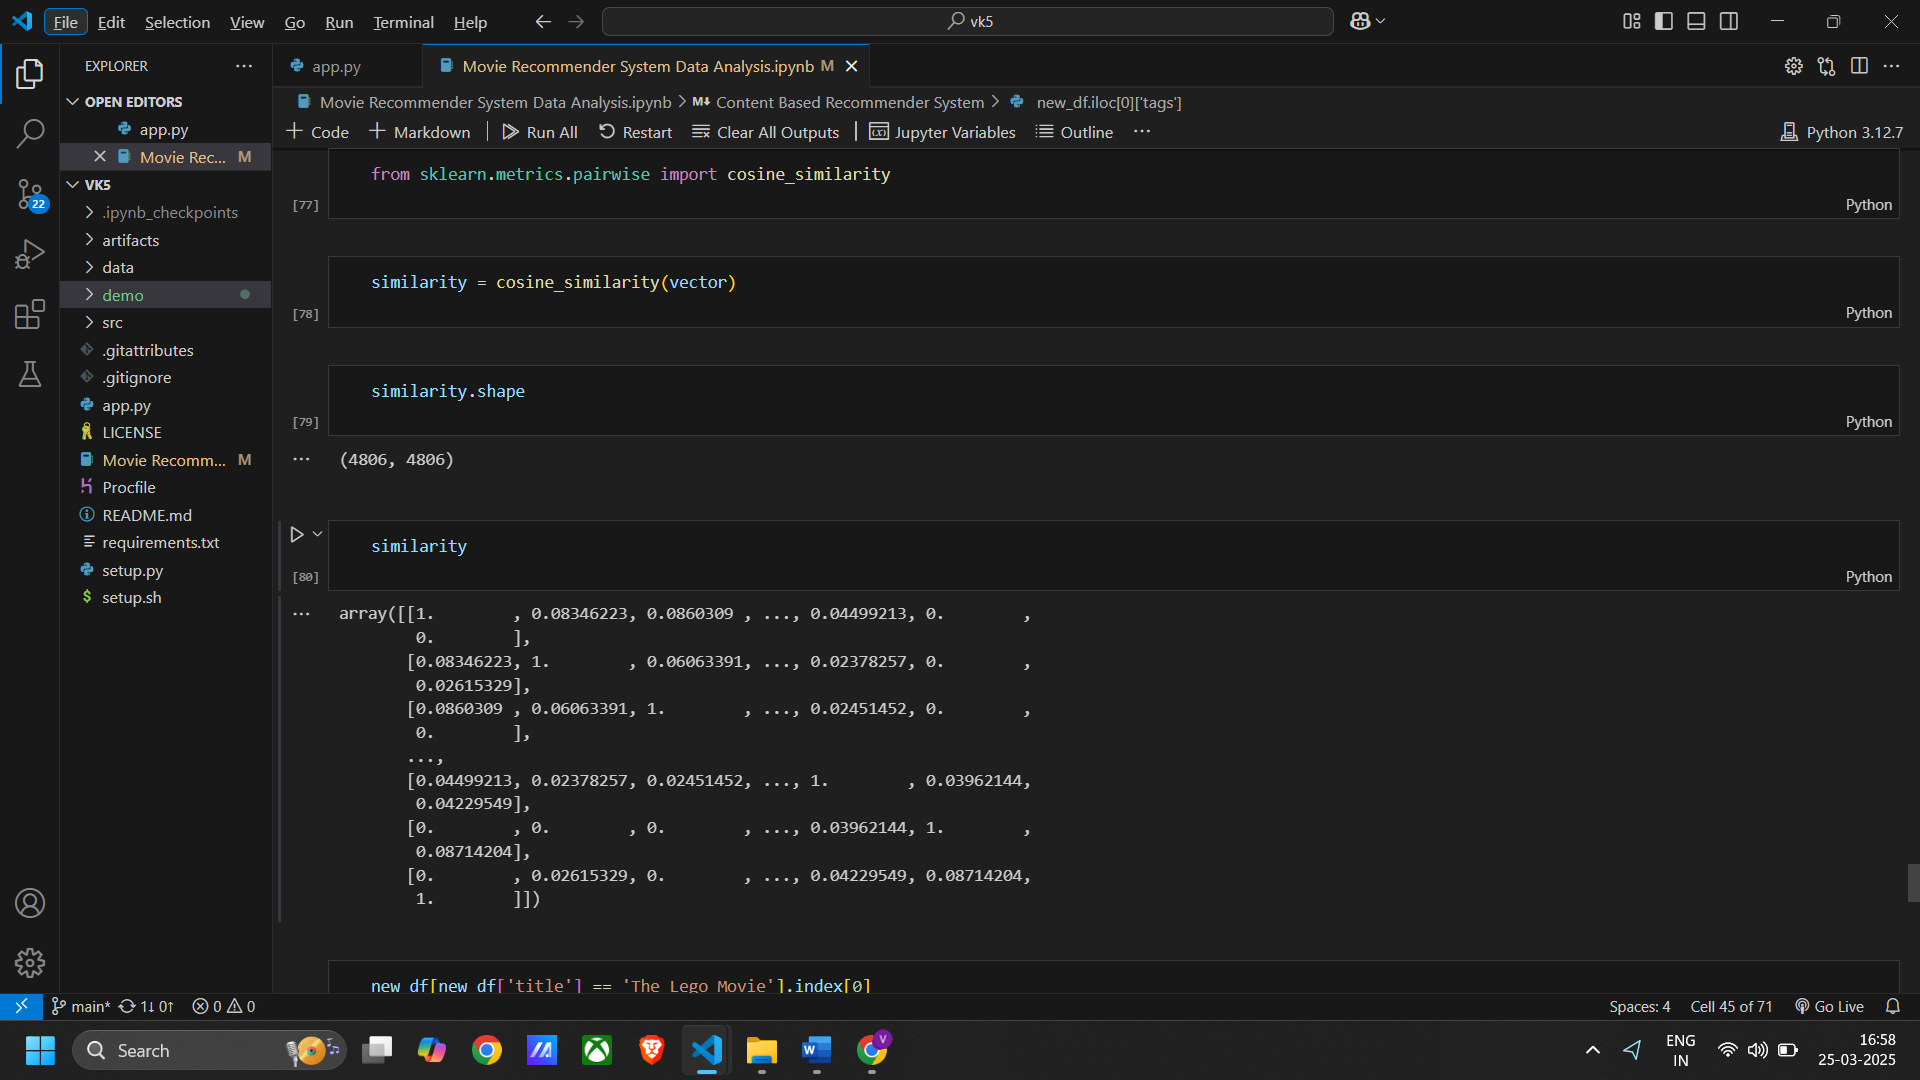 File Edit Selection View Go Run Terminal Help
vk5
EXPLORER
OPEN EDITORS
app.py
Movie Rec... M
VK5
.ipynb_checkpoints
artifacts
data
demo
src
.gitattributes
.gitignore
app.py
LICENSE
Movie Recomm... M
Procfile
README.md
requirements.txt
setup.py
setup.sh
22
app.py
Movie Recommender System Data Analysis.ipynb M
Movie Recommender System Data Analysis.ipynb > M↓ Content Based Recommender System > new_df.iloc[0]['tags']
+ Code + Markdown | Run All Restart Clear All Outputs | Jupyter Variables Outline ...
Python 3.12.7
from sklearn.metrics.pairwise import cosine_similarity
[77] Python
similarity = cosine_similarity(vector)
[78] Python
similarity.shape
[79] Python
... (4806, 4806)
similarity
[80] Python
... array([[1.        , 0.08346223, 0.0860309 , ..., 0.04499213, 0.        ,
0.        ],
[0.08346223, 1.        , 0.06063391, ..., 0.02378257, 0.        ,
0.02615329],
[0.0860309 , 0.06063391, 1.        , ..., 0.02451452, 0.        ,
0.        ],
...,
[0.04499213, 0.02378257, 0.02451452, ..., 1.        , 0.03962144,
0.04229549],
[0.        , 0.        , 0.        , ..., 0.03962144, 1.        ,
0.08714204],
[0.        , 0.02615329, 0.        , ..., 0.04229549, 0.08714204,
1.        ]])
new_df[new_df['title'] == 'The Lego Movie'].index[0]
main* 1↓ 0↑ 0 0
Spaces: 4 Cell 45 of 71 Go Live
Search
V
ENG
IN
16:58
25-03-2025